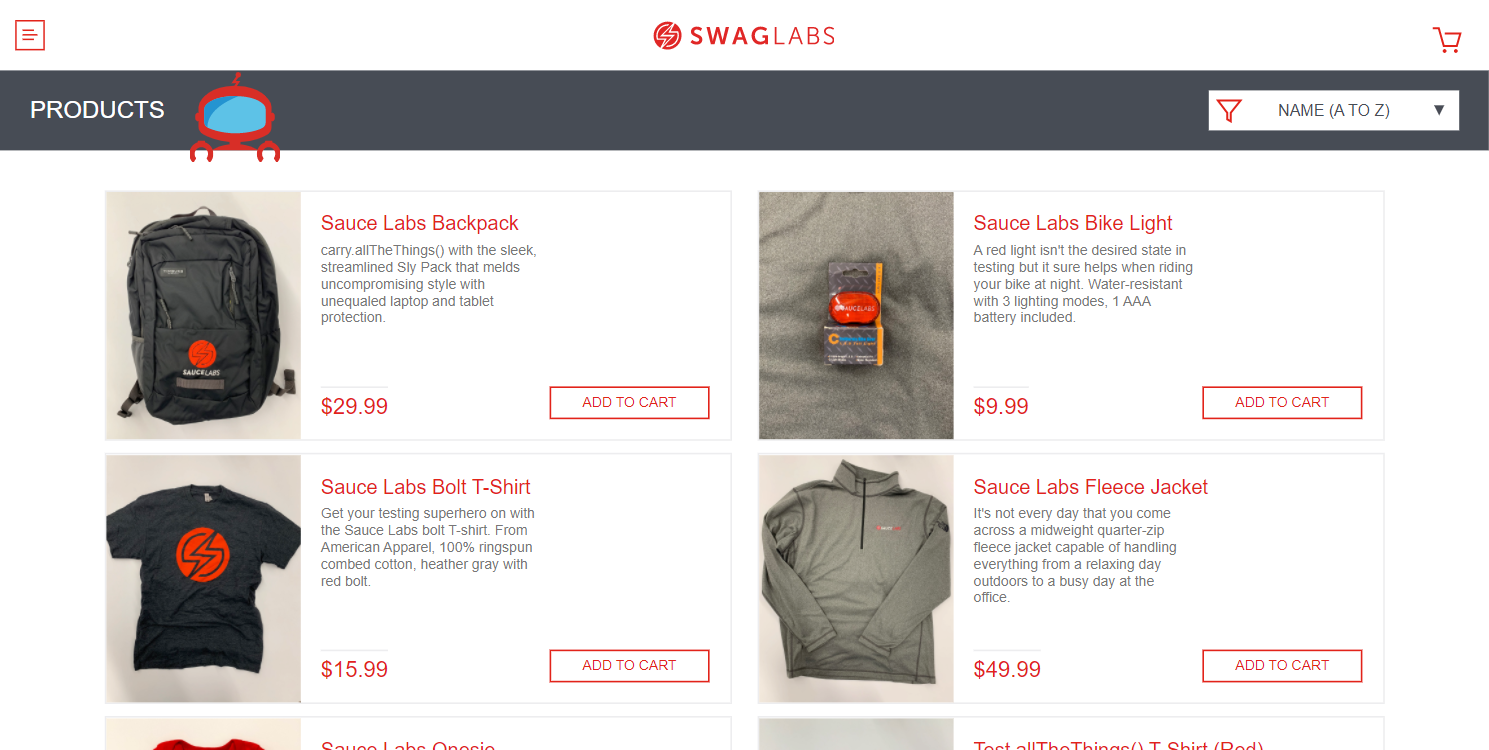 SWAGLABS
PRODUCTS
NAME (A TO Z)
Sauce Labs Backpack
carry.allTheThings() with the sleek,
streamlined Sly Pack that melds
uncompromising style with
unequaled laptop and tablet
protection.
$29.99
ADD TO CART
SAUCELABS
Sauce Labs Bike Light
A red light isn't the desired state in
testing but it sure helps when riding
your bike at night. Water-resistant
with 3 lighting modes, 1 AAA
battery included.
$9.99
ADD TO CART
SAUCELABS
Sauce Labs Bolt T-Shirt
Get your testing superhero on with
the Sauce Labs bolt T-shirt. From
American Apparel, 100% ringspun
combed cotton, heather gray with
red bolt.
$15.99
ADD TO CART
Sauce Labs Fleece Jacket
It's not every day that you come
across a midweight quarter-zip
fleece jacket capable of handling
everything from a relaxing day
outdoors to a busy day at the
office.
$49.99
ADD TO CART
Sauce Labs Onesie
Test.allTheThings() T-Shirt (Red)